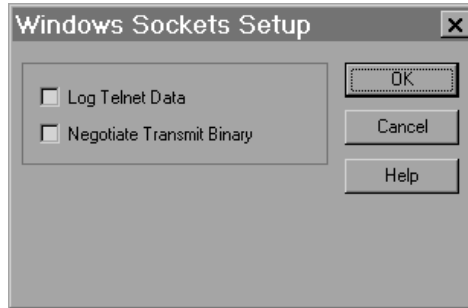 Windows Sockets Setup
Log Telnet Data
Negotiate Transmit Binary
OK
Cancel
Help